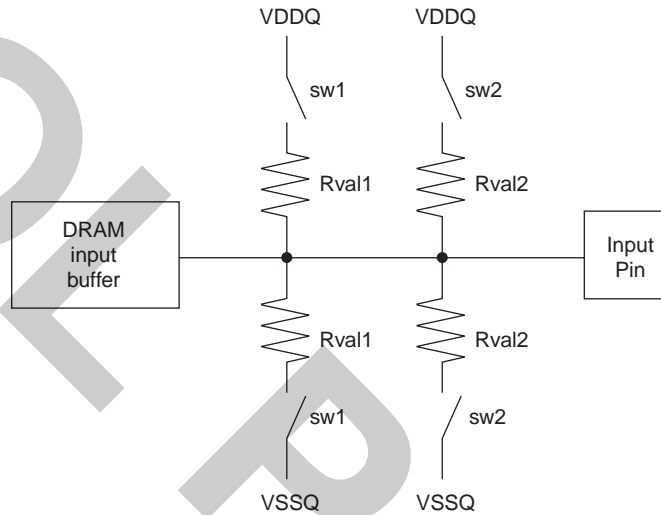 VDDQ VDDQ
sw1 sw2
Rval1 Rval2
DRAM
input
buffer
Input
Pin
Rval1 Rval2
sw1 sw2
VSSQ VSSQ